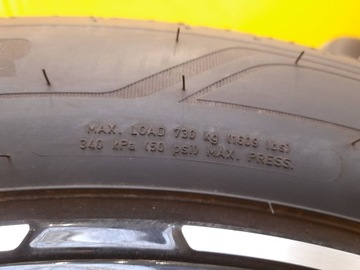 MAX. LOAD 730 kg (1609 lbs)
340 kPa (50 psi) MAX. PRESS.